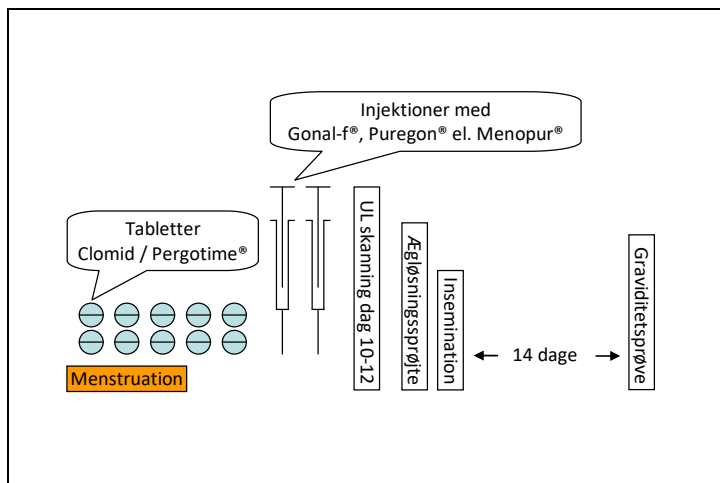 Injektioner med
Gonal-f®, Puregon® el. Menopur®
Tabletter
Clomid / Pergotime®
Menstruation
UL skanning dag 10-12
Ægløsningssprøjte
Insemination
14 dage
Graviditetsprøve